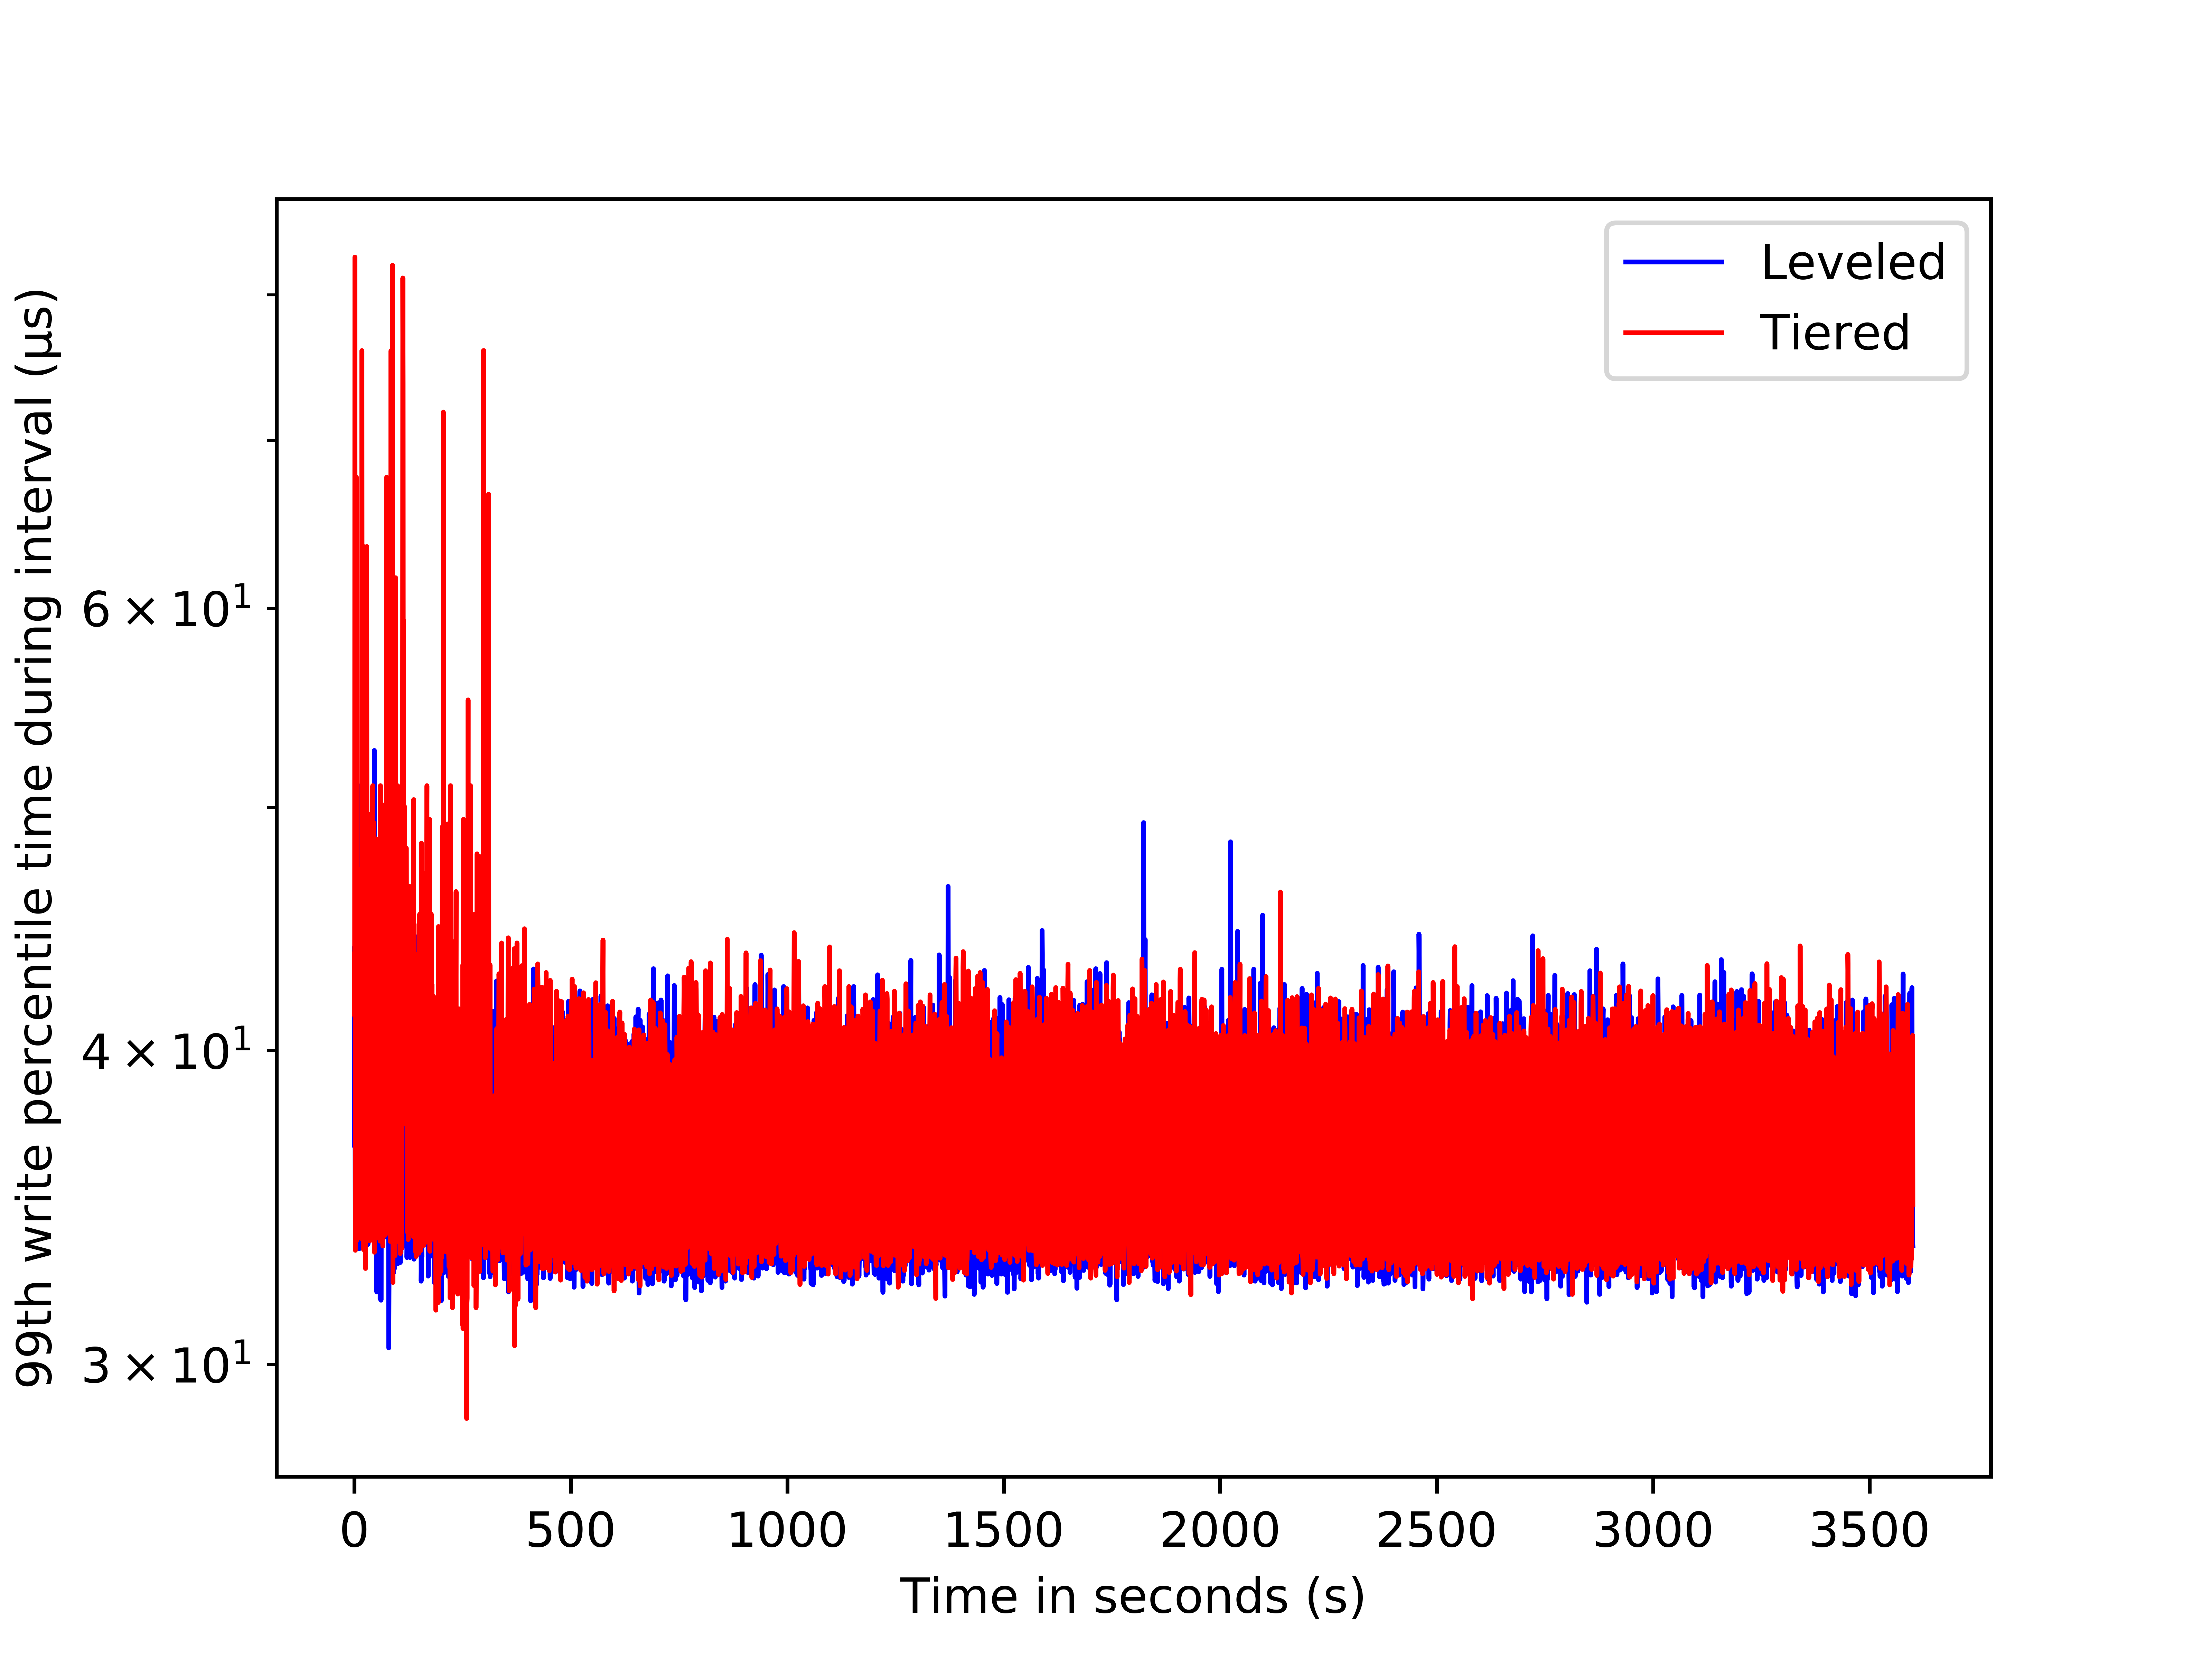 99th write percentile time during interval (µs)
6 × 10¹
4 × 10¹
3 × 10¹
Leveled
Tiered
0 500 1000 1500 2000 2500 3000 3500
Time in seconds (s)